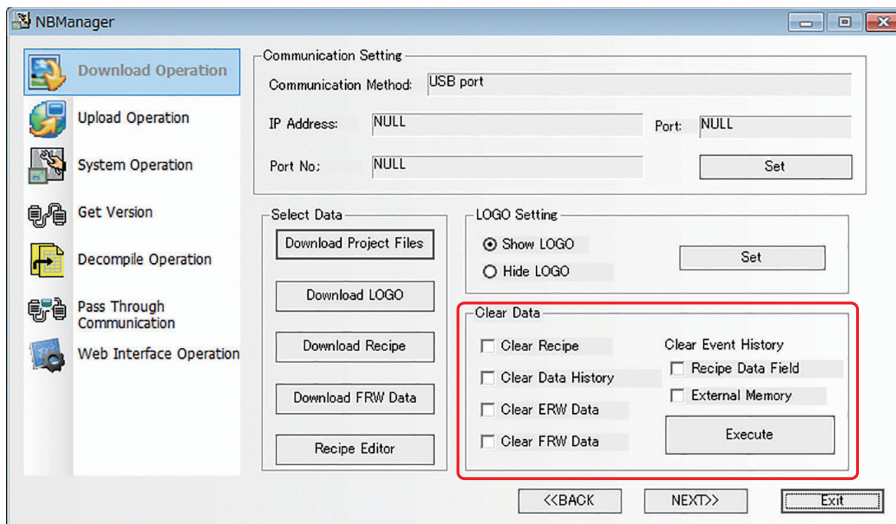 NBManager
Download Operation
Upload Operation
System Operation
Get Version
Decompile Operation
Pass Through
Communication
Web Interface Operation
Communication Setting
Communication Method: USB port
IP Address: NULL Port: NULL
Port No: NULL Set
Select Data
Download Project Files
Download LOGO
Download Recipe
Download FRW Data
Recipe Editor
LOGO Setting
Show LOGO
Hide LOGO
Set
Clear Data
Clear Recipe
Clear Data History
Clear ERW Data
Clear FRW Data
Clear Event History
Recipe Data Field
External Memory
Execute
<<BACK NEXT>> Exit